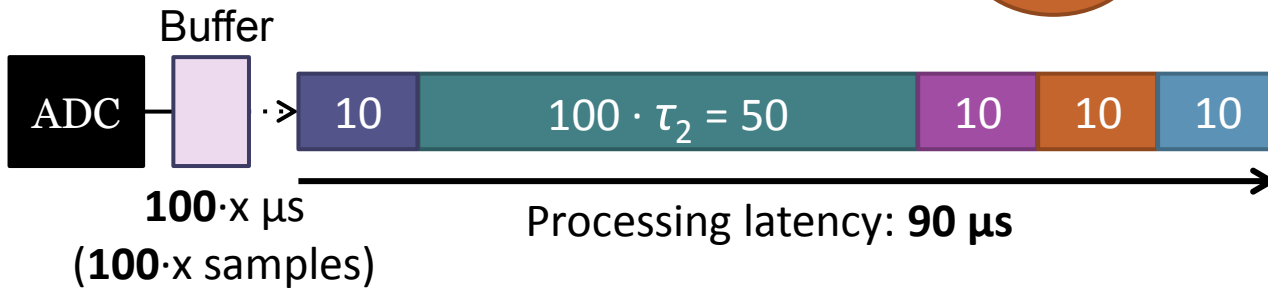 Buffer
ADC
10
100 · τ₂ = 50
10
10
10
100·x μs
(100·x samples)
Processing latency: 90 μs